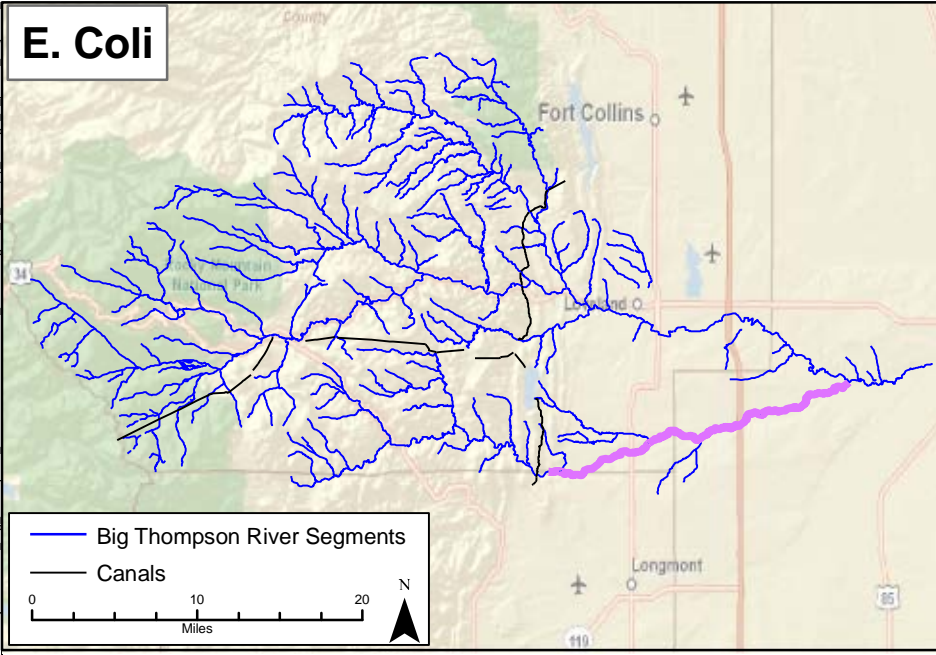 County
E. Coli
Fort Collins
34
Rocky Mountain
National Park
Loveland
Big Thompson River Segments
Canals
0 10 20
Miles
N
Longmont
85
119